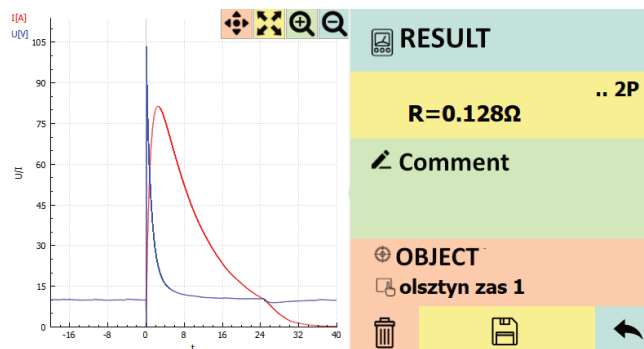 I[A]
U[V]
105
90
75
60
45
30
15
0
U/I
-16 -8 0 8 16 24 32 40
t
RESULT
.. 2P
R=0.128Ω
Comment
OBJECT
olsztyn zas 1